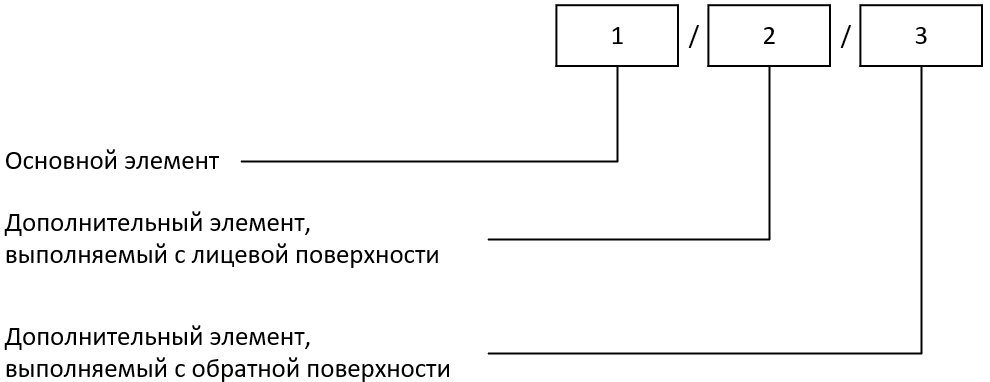 1 / 2 / 3
Основной элемент
Дополнительный элемент,
выполняемый с лицевой поверхности
Дополнительный элемент,
выполняемый с обратной поверхности